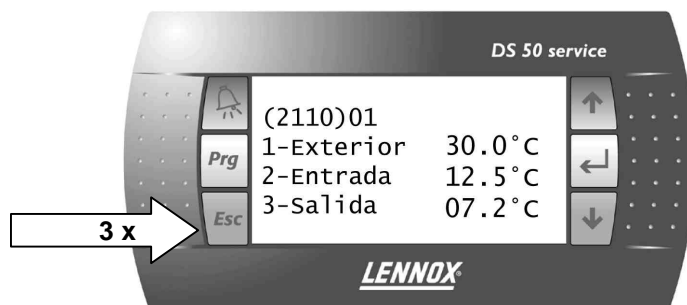 DS 50 service
(2110)01
1-Exterior 30.0°C
Prg
2-Entrada 12.5°C
3-Salida 07.2°C
Esc
3 x
LENNOX